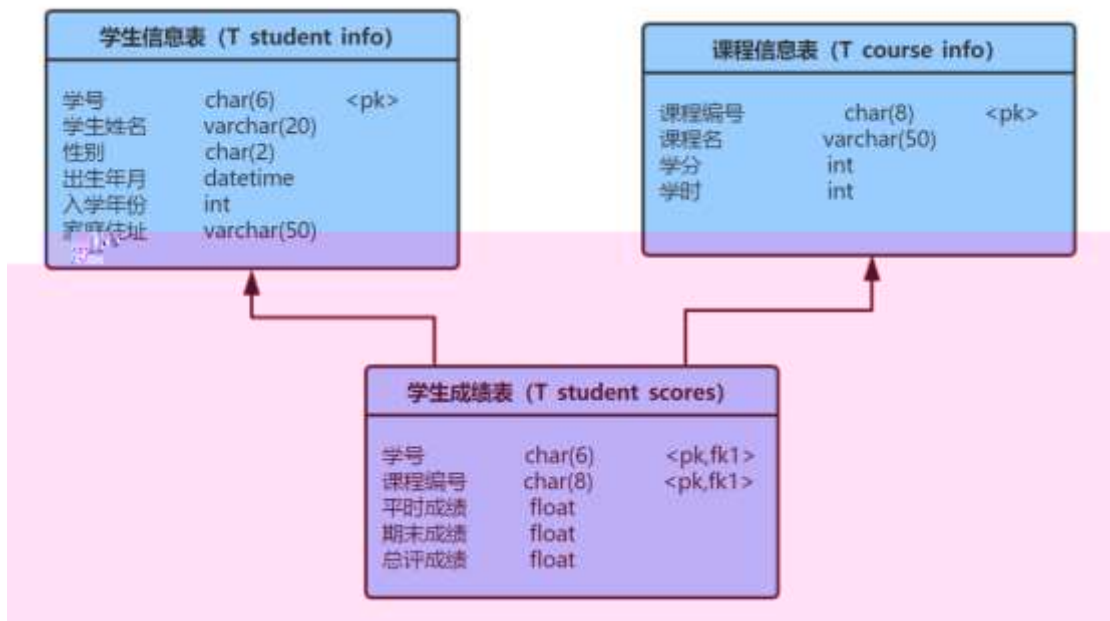 学生信息表 (T student info)
学号 char(6) <pk>
学生姓名 varchar(20)
性别 char(2)
出生年月 datetime
入学年份 int
家庭住址 varchar(50)
课程信息表 (T course info)
课程编号 char(8) <pk>
课程名 varchar(50)
学分 int
学时 int
学生成绩表 (T student scores)
学号 char(6) <pk,fk1>
课程编号 char(8) <pk,fk1>
平时成绩 float
期末成绩 float
总评成绩 float